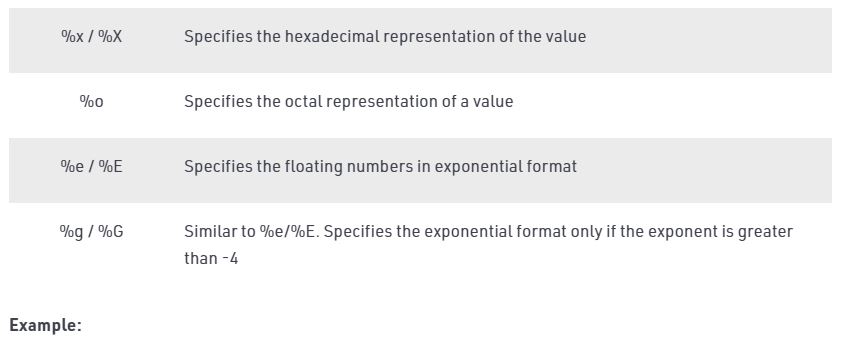 %x / %X Specifies the hexadecimal representation of the value
%o Specifies the octal representation of a value
%e / %E Specifies the floating numbers in exponential format
%g / %G Similar to %e/%E. Specifies the exponential format only if the exponent is greater
than -4
Example: